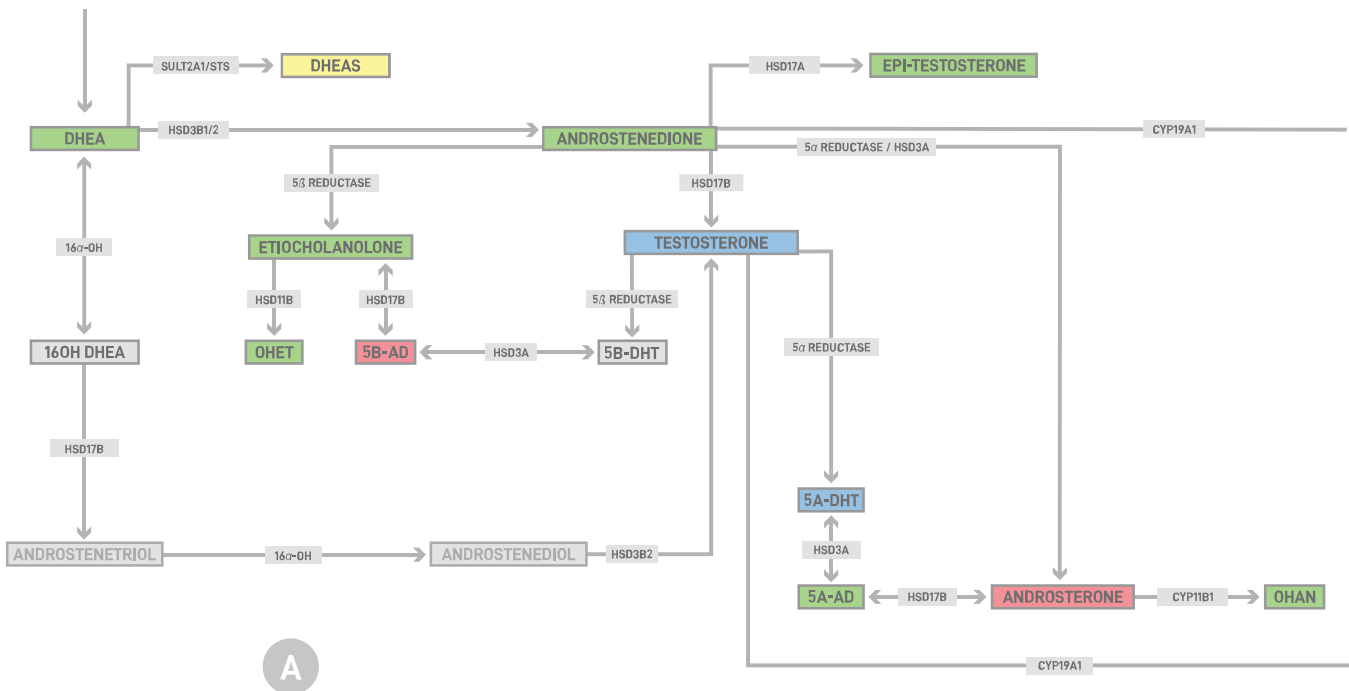 SULT2A1/STS
DHEAS
HSD17A
EPI-TESTOSTERONE
DHEA
HSD3B1/2
ANDROSTENEDIONE
CYP19A1
5α REDUCTASE / HSD3A
5ß REDUCTASE
HSD17B
16α-OH
ETIOCHOLANOLONE
TESTOSTERONE
HSD11B
HSD17B
5ß REDUCTASE
16OH DHEA
OHET
5B-AD
HSD3A
5B-DHT
5α REDUCTASE
HSD17B
5A-DHT
ANDROSTENETRIOL
16α-OH
ANDROSTENEDIOL
HSD3B2
HSD3A
5A-AD
HSD17B
ANDROSTERONE
CYP11B1
OHAN
A
CYP19A1